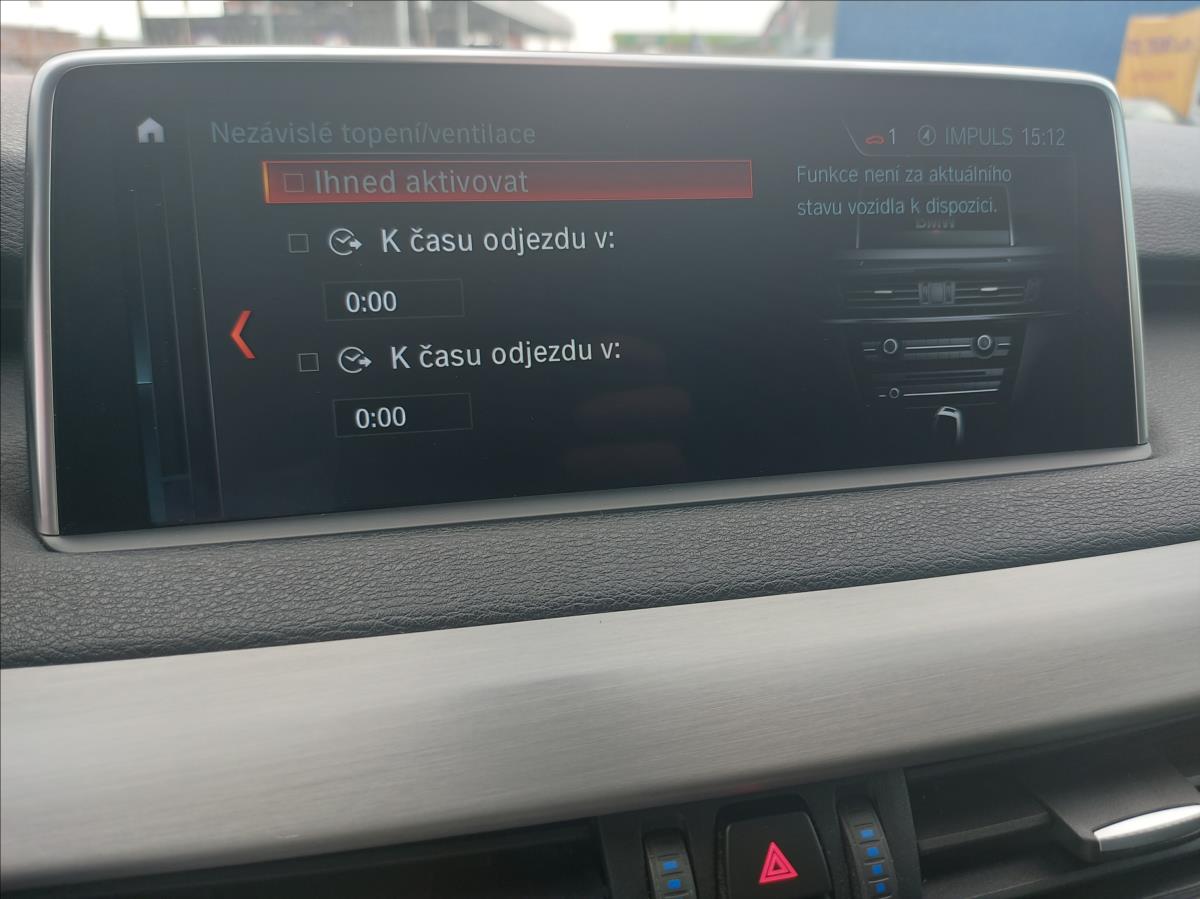 Nezávislé topení/ventilace
1 IMPULS 15:12
Ihned aktivovat
Funkce není za aktuálního
stavu vozidla k dispozici.
BMW
K času odjezdu v:
0:00
K času odjezdu v:
0:00